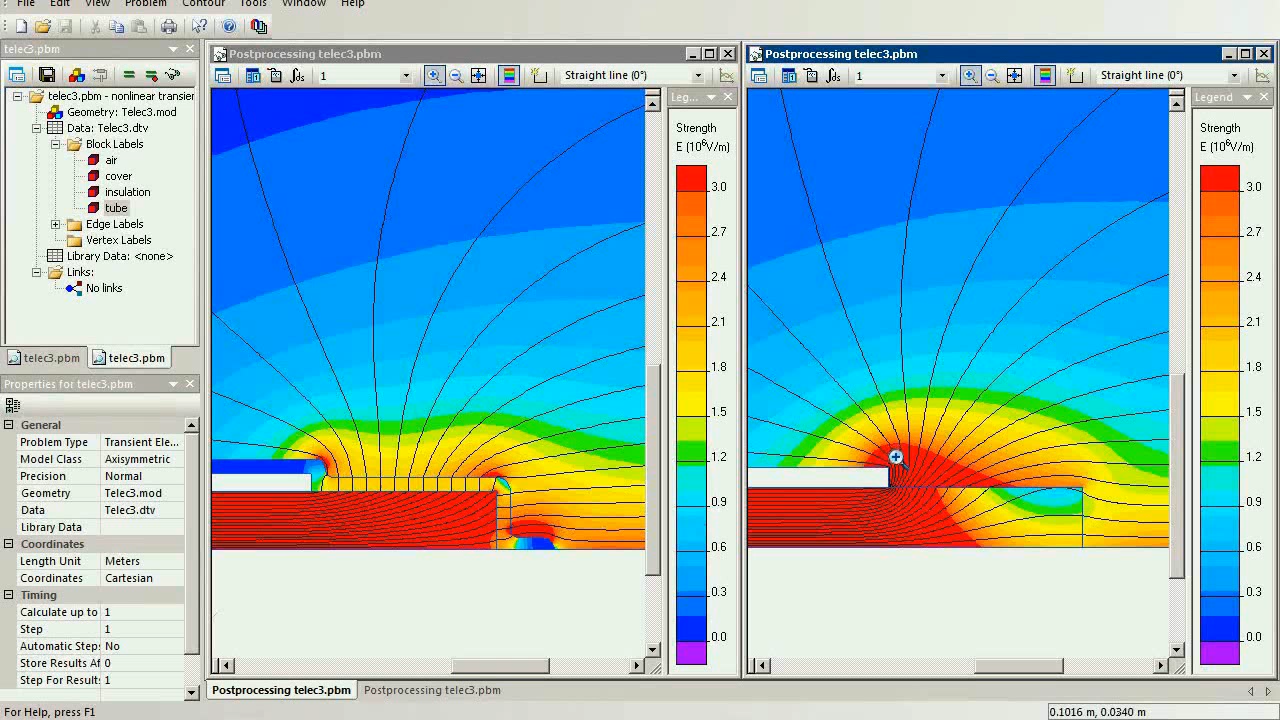 File Edit View Problem Contour Tools Window Help
telec3.pbm
telec3.pbm - nonlinear transier
Geometry: Telec3.mod
Data: Telec3.dtv
Block Labels
air
cover
insulation
tube
Edge Labels
Vertex Labels
Library Data: <none>
Links:
No links
telec3.pbm telec3.pbm
Properties for telec3.pbm
General
Problem Type Transient Ele...
Model Class Axisymmetric
Precision Normal
Geometry Telec3.mod
Data Telec3.dtv
Library Data
Coordinates
Length Unit Meters
Coordinates Cartesian
Timing
Calculate up to 1
Step 1
Automatic Step No
Store Results Af 0
Step For Results 1
Postprocessing telec3.pbm
1 Straight line (0°)
Leg...
Strength
E (10⁶V/m)
3.0
2.7
2.4
2.1
1.8
1.5
1.2
0.9
0.6
0.3
0.0
Postprocessing telec3.pbm
1 Straight line (0°)
Legend
Strength
E (10⁶V/m)
3.0
2.7
2.4
2.1
1.8
1.5
1.2
0.9
0.6
0.3
0.0
Postprocessing telec3.pbm Postprocessing telec3.pbm
For Help, press F1
0.1016 m, 0.0340 m